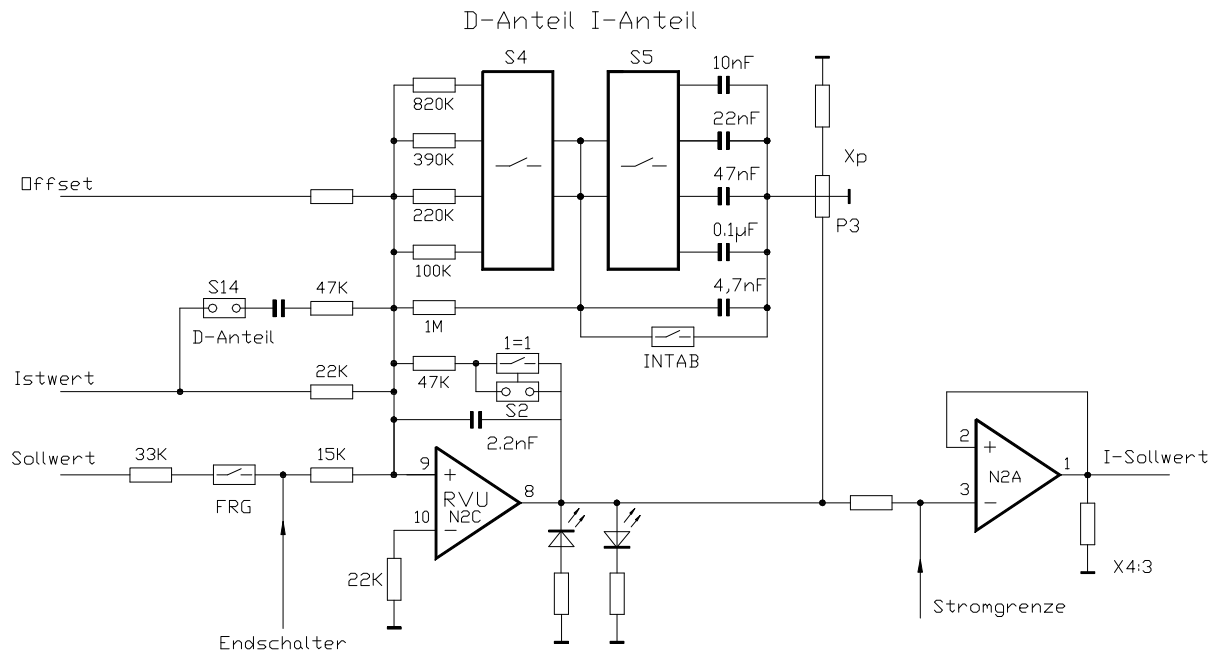 D-Anteil I-Anteil
S4
S5
10nF
820K
22nF
390K
Xp
47nF
Offset
220K
P3
0.1µF
100K
4,7nF
S14
47K
D-Anteil
1M
1=1
INTAB
Istwert
22K
47K
S2
2.2nF
Sollwert
33K
15K
9
+
2
+
N2A
1
I-Sollwert
FRG
RVU
N2C
8
3
−
10
−
22K
X4:3
Stromgrenze
Endschalter